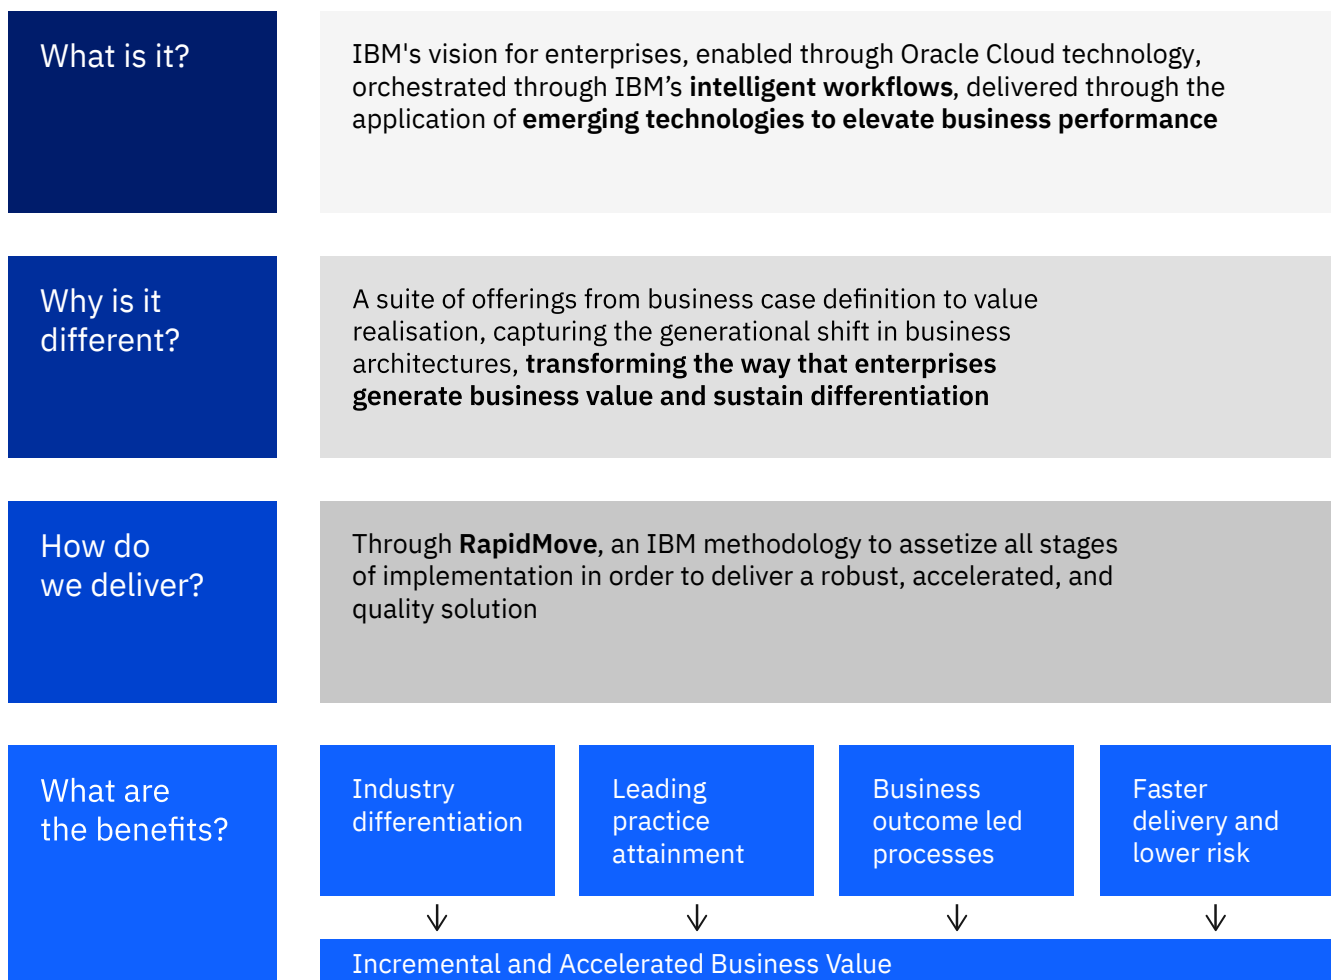 What is it?
IBM's vision for enterprises, enabled through Oracle Cloud technology,
orchestrated through IBM’s intelligent workflows, delivered through the
application of emerging technologies to elevate business performance
Why is it
different?
A suite of offerings from business case definition to value
realisation, capturing the generational shift in business
architectures, transforming the way that enterprises
generate business value and sustain differentiation
How do
we deliver?
Through RapidMove, an IBM methodology to assetize all stages
of implementation in order to deliver a robust, accelerated, and
quality solution
What are
the benefits?
Industry
differentiation
Leading
practice
attainment
Business
outcome led
processes
Faster
delivery and
lower risk
Incremental and Accelerated Business Value